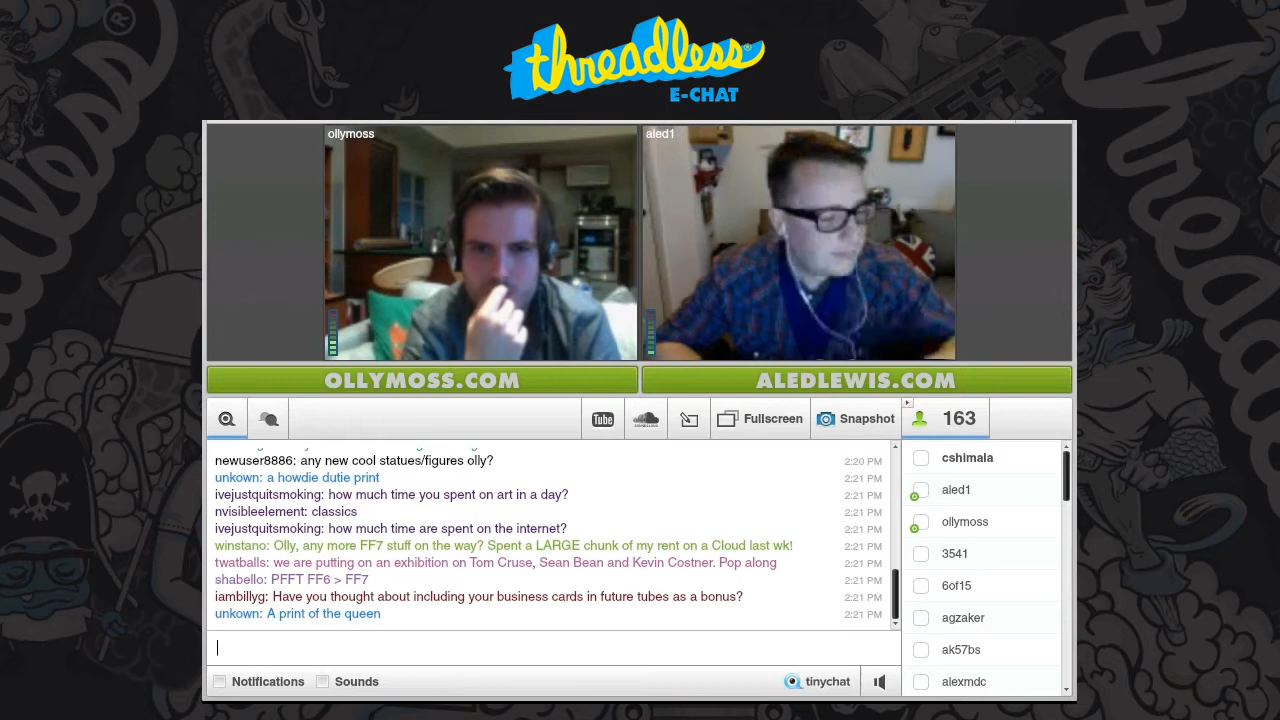 threadless
E-CHAT
ollymoss
aled1
OLLYMOSS.COM
ALEDLEWIS.COM
Tube
Fullscreen
Snapshot
163
newuser8886: any new cool statues/figures olly? 2:20 PM
unkown: a howdie dutie print 2:21 PM
ivejustquitsmoking: how much time you spent on art in a day? 2:21 PM
nvisibleelement: classics 2:21 PM
ivejustquitsmoking: how much time are spent on the internet? 2:21 PM
winstano: Olly, any more FF7 stuff on the way? Spent a LARGE chunk of my rent on a Cloud last wk! 2:21 PM
twatballs: we are putting on an exhibition on Tom Cruse, Sean Bean and Kevin Costner. Pop along 2:21 PM
shabello: PFFT FF6 > FF7 2:21 PM
iambillyg: Have you thought about including your business cards in future tubes as a bonus? 2:21 PM
unkown: A print of the queen 2:21 PM
cshimala
aled1
ollymoss
3541
6of15
agzaker
ak57bs
alexmdc
Notifications
Sounds
tinychat